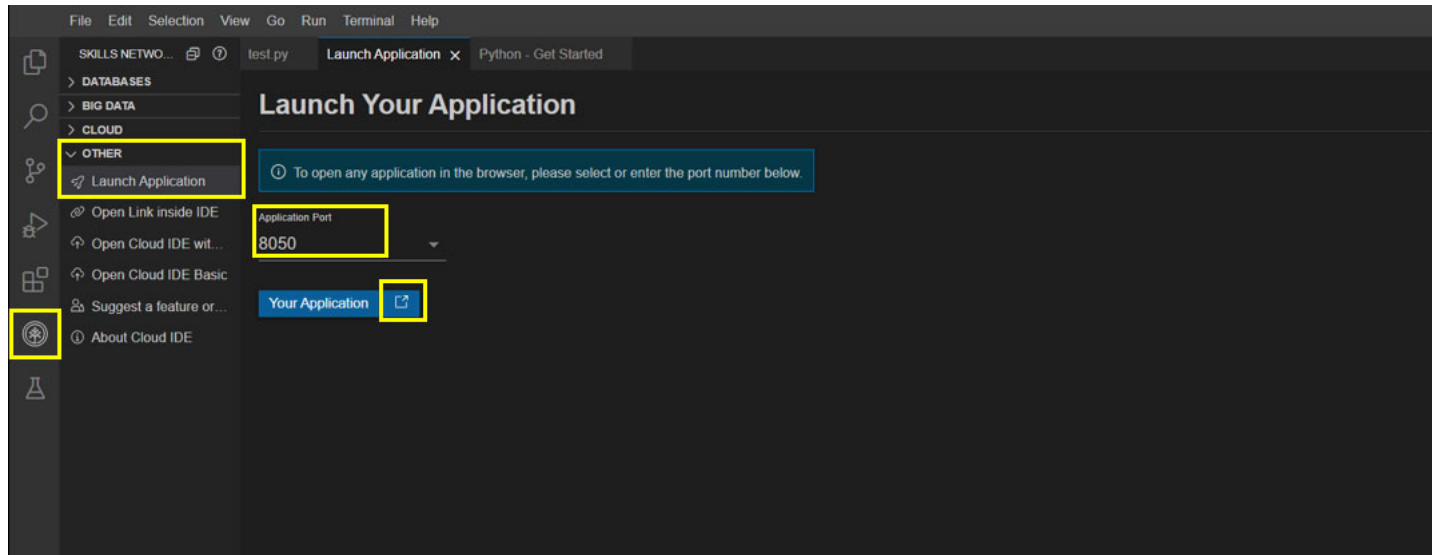 File Edit Selection View Go Run Terminal Help
SKILLS NETWO...
test.py Launch Application Python - Get Started
DATABASES
BIG DATA
CLOUD
OTHER
Launch Application
Open Link inside IDE
Open Cloud IDE wit...
Open Cloud IDE Basic
Suggest a feature or...
About Cloud IDE
Launch Your Application
To open any application in the browser, please select or enter the port number below.
Application Port
8050
Your Application